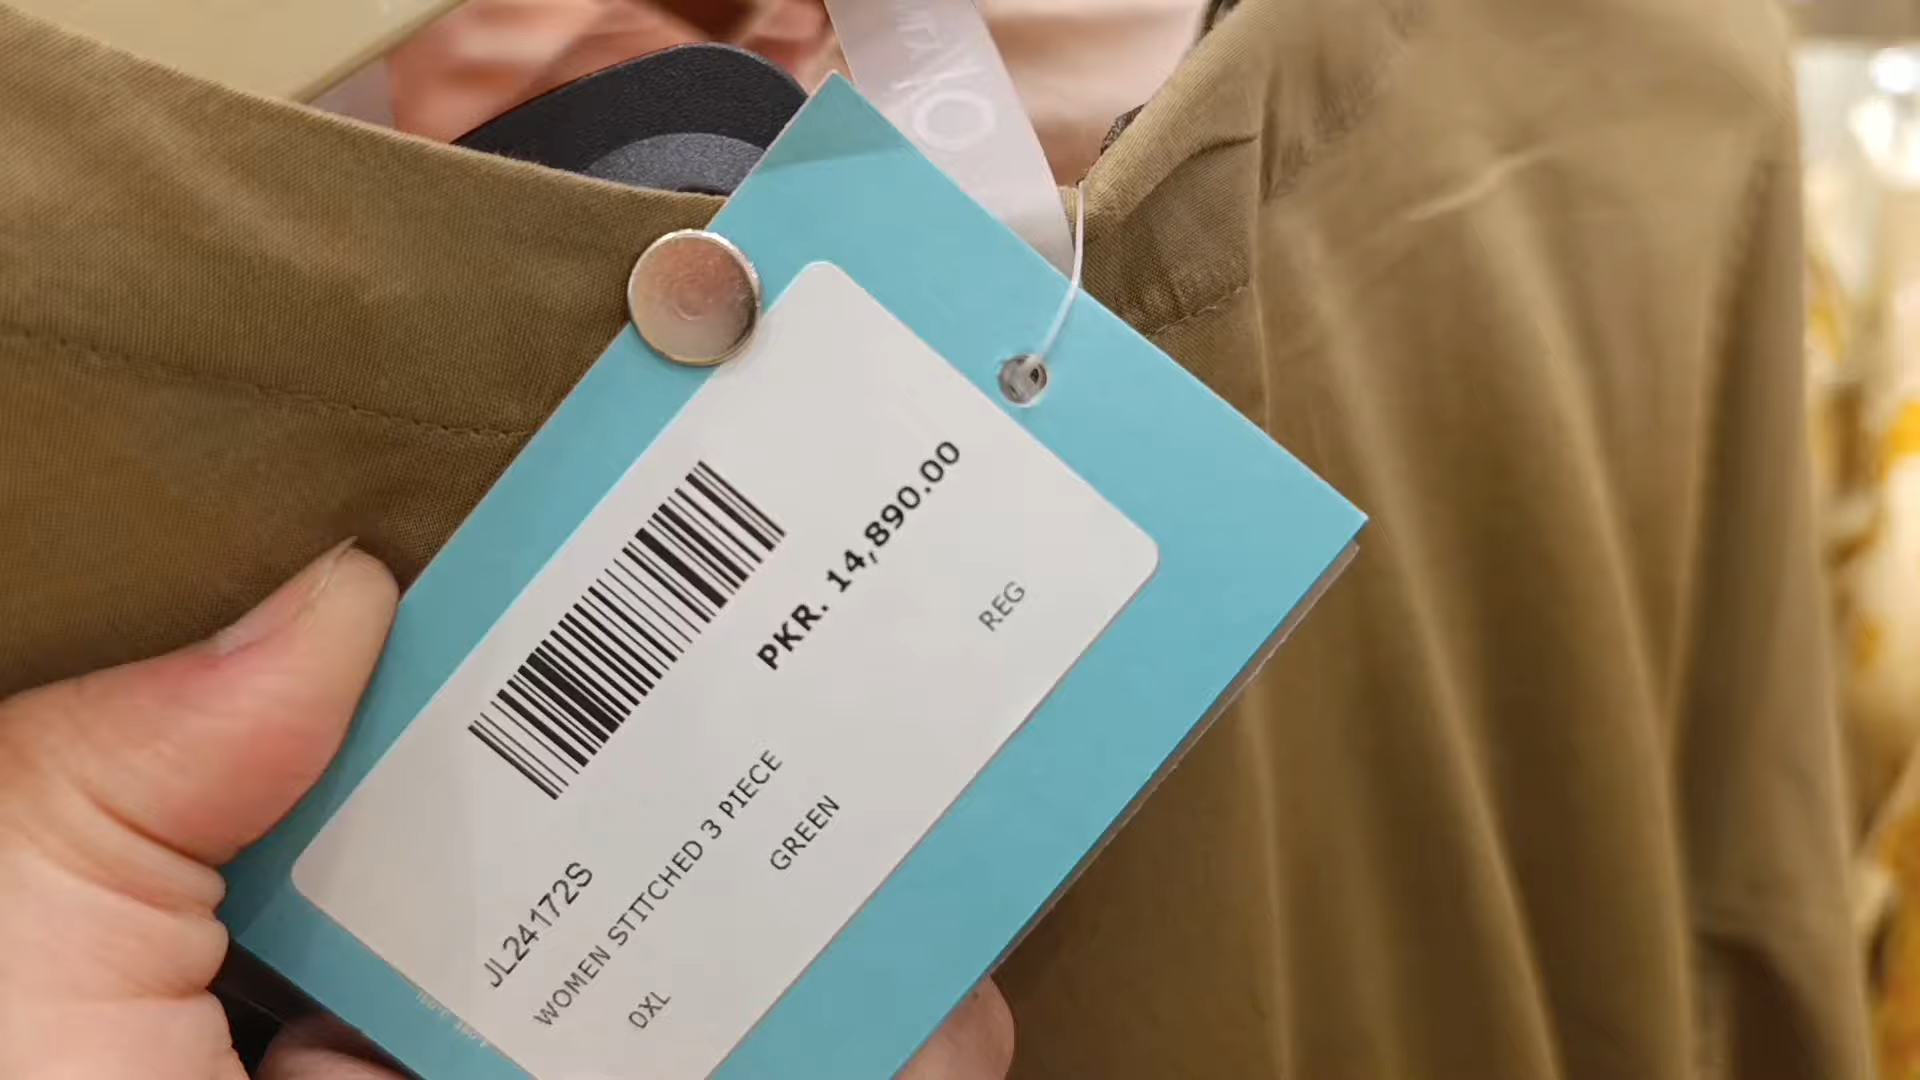 PKR. 14,890.00
REG
JL24172S
WOMEN STITCHED 3 PIECE
GREEN
0XL